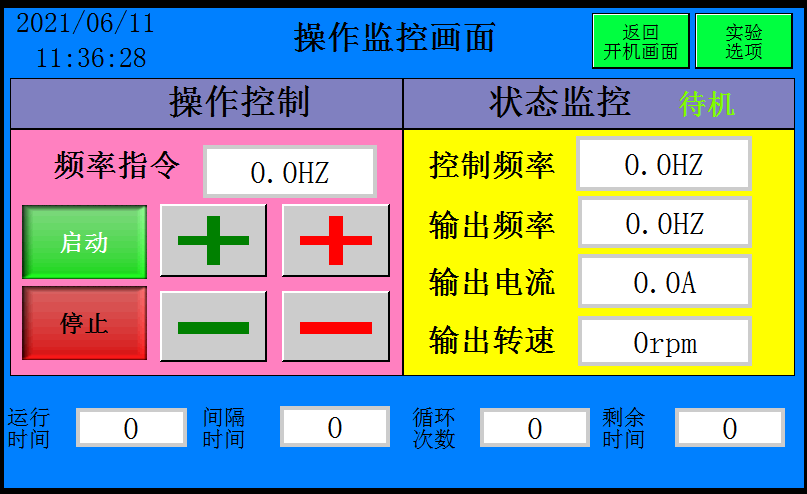 2021/06/11
11:36:28
操作监控画面
返回
开机画面
实验
选项
操作控制
状态监控 待机
频率指令 0.0HZ
启动
停止
控制频率 0.0HZ
输出频率 0.0HZ
输出电流 0.0A
输出转速 0rpm
运行
时间
0
间隔
时间
0
循环
次数
0
剩余
时间
0